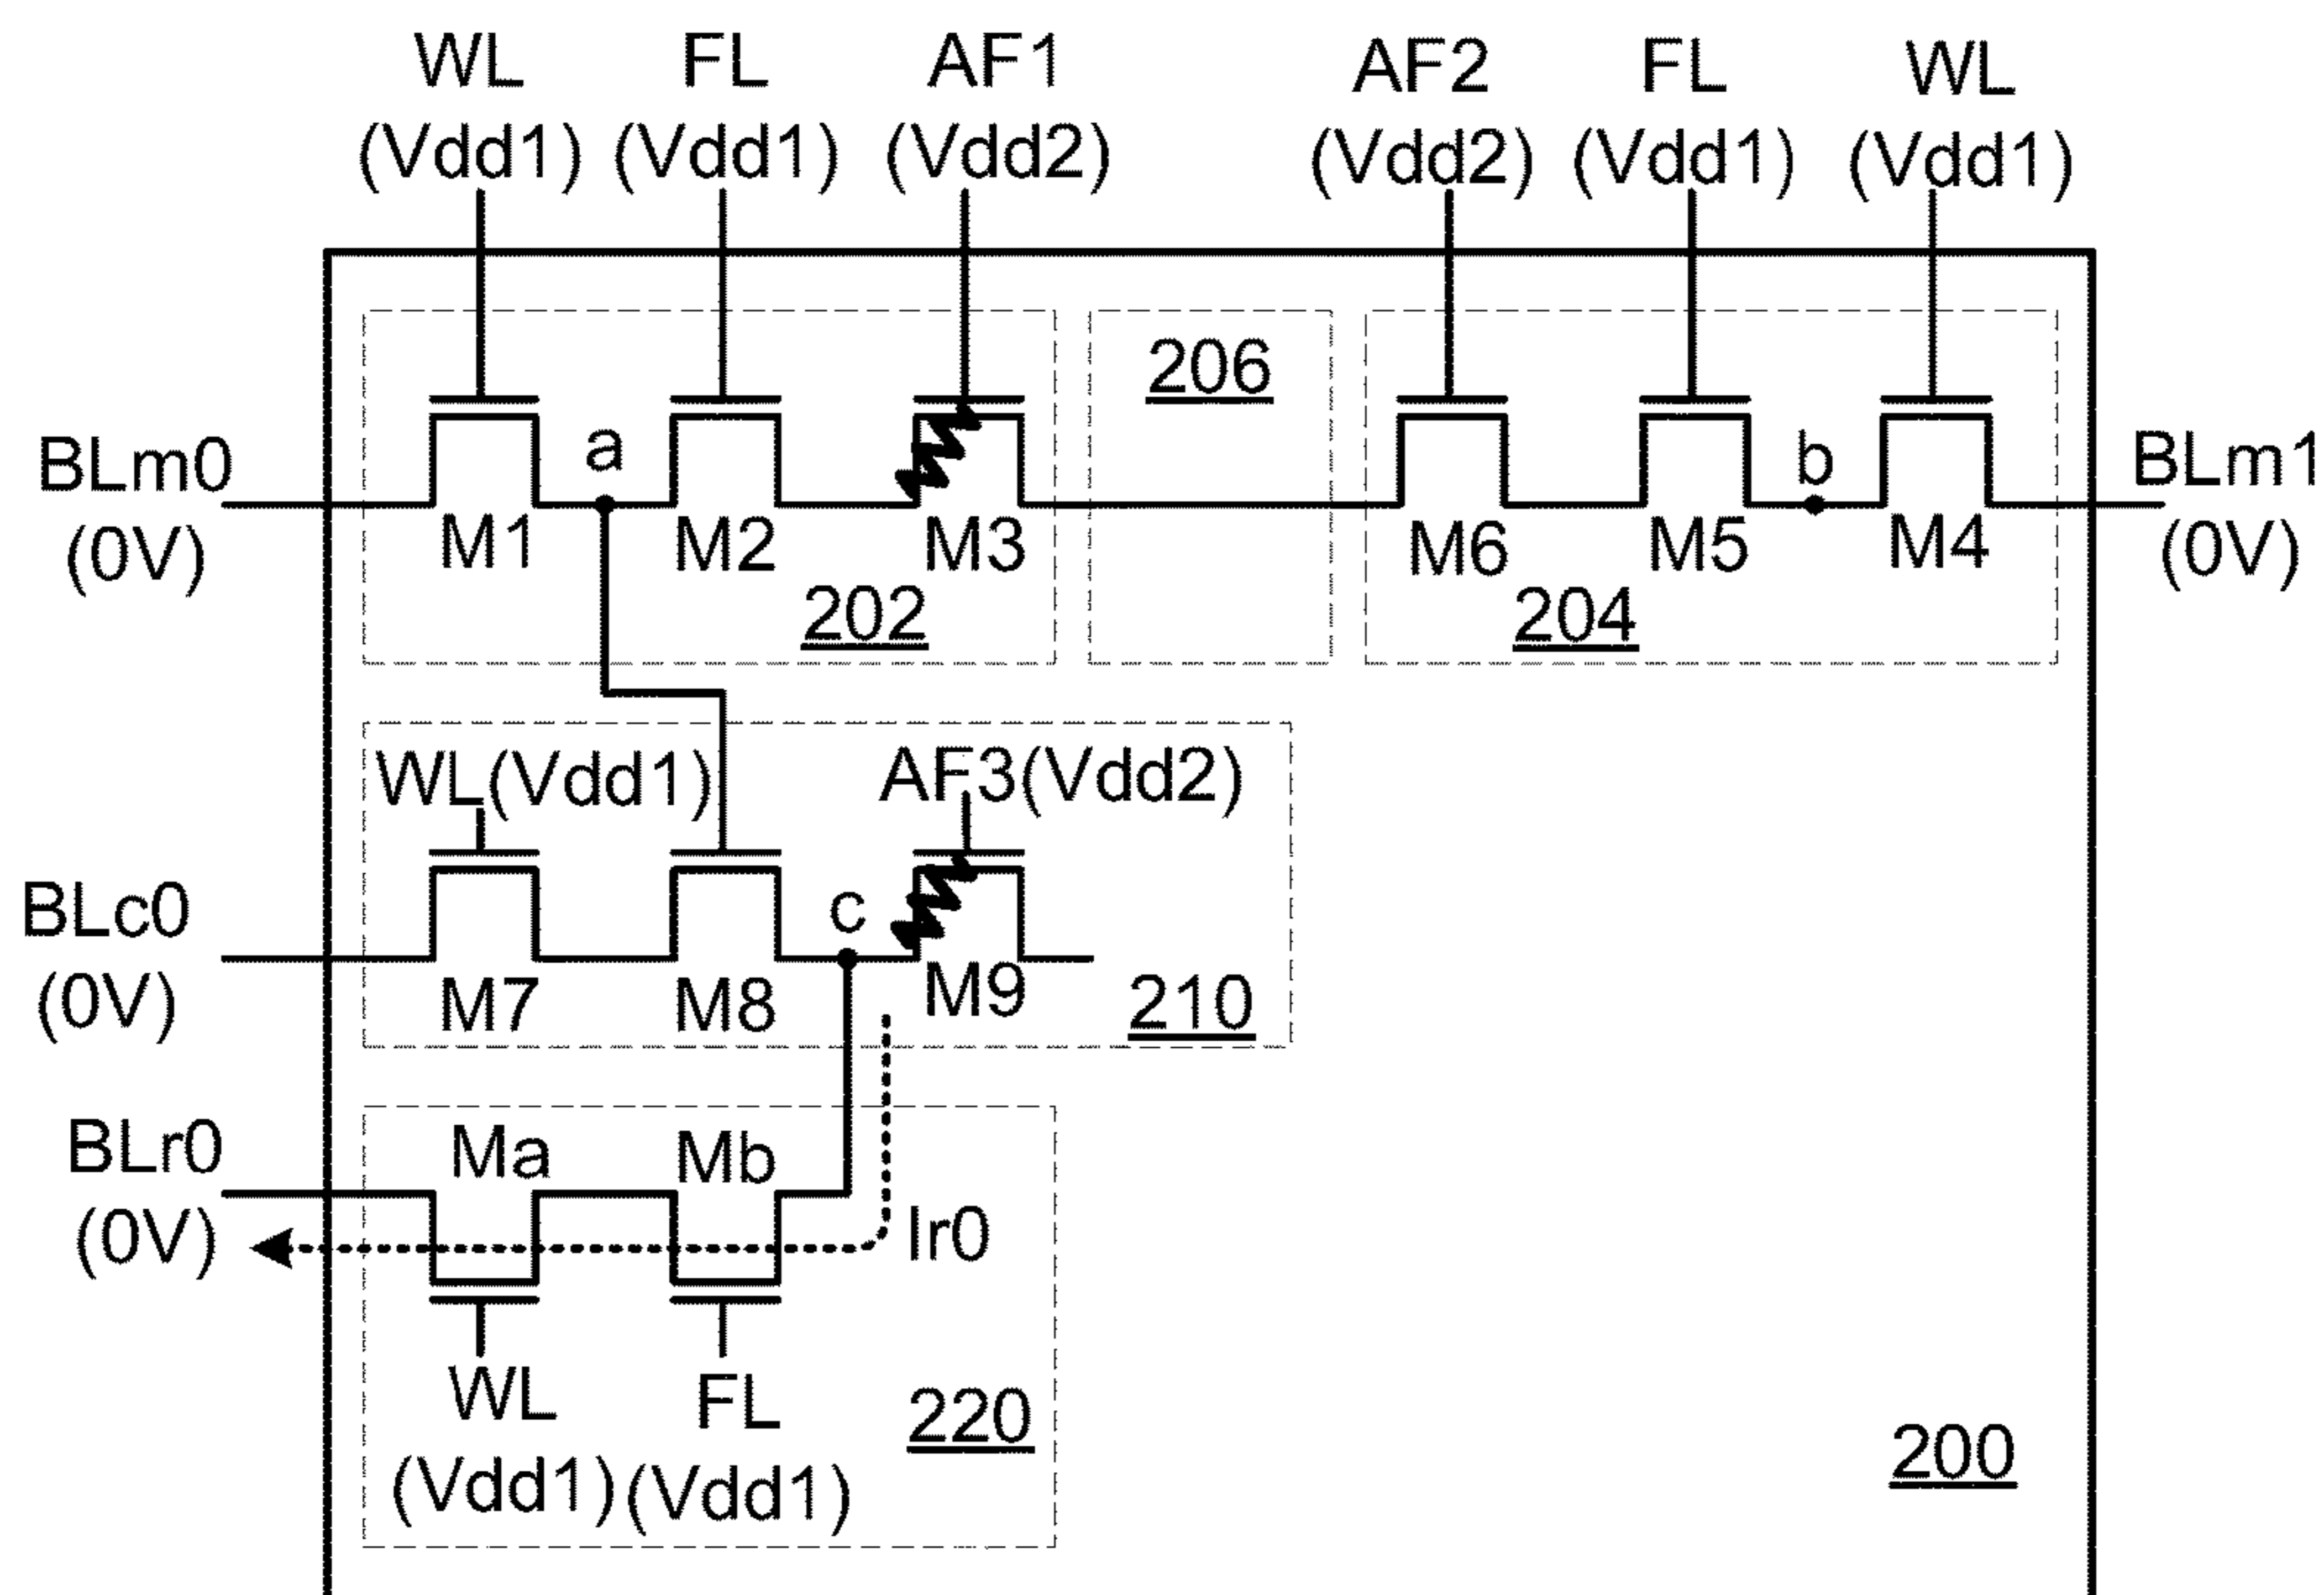 WL FL AF1 AF2 FL WL
(Vdd1) (Vdd1) (Vdd2) (Vdd2) (Vdd1) (Vdd1)
206
BLm0 a b BLm1
(0V) M1 M2 M3 M6 M5 M4 (0V)
202 204
WL(Vdd1) AF3(Vdd2)
BLc0 c
(0V) M7 M8 M9 210
BLr0 Ma Mb
(0V) Ir0
WL FL 220
(Vdd1) (Vdd1) 200